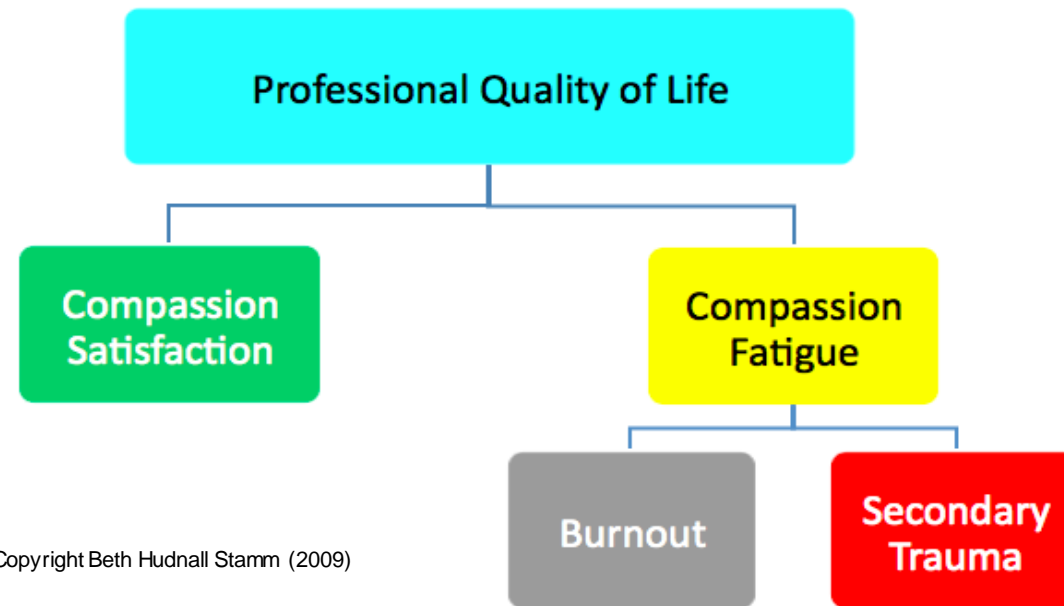 Professional Quality of Life
Compassion
Satisfaction
Compassion
Fatigue
Burnout
Secondary
Trauma
Copyright Beth Hudnall Stamm (2009)